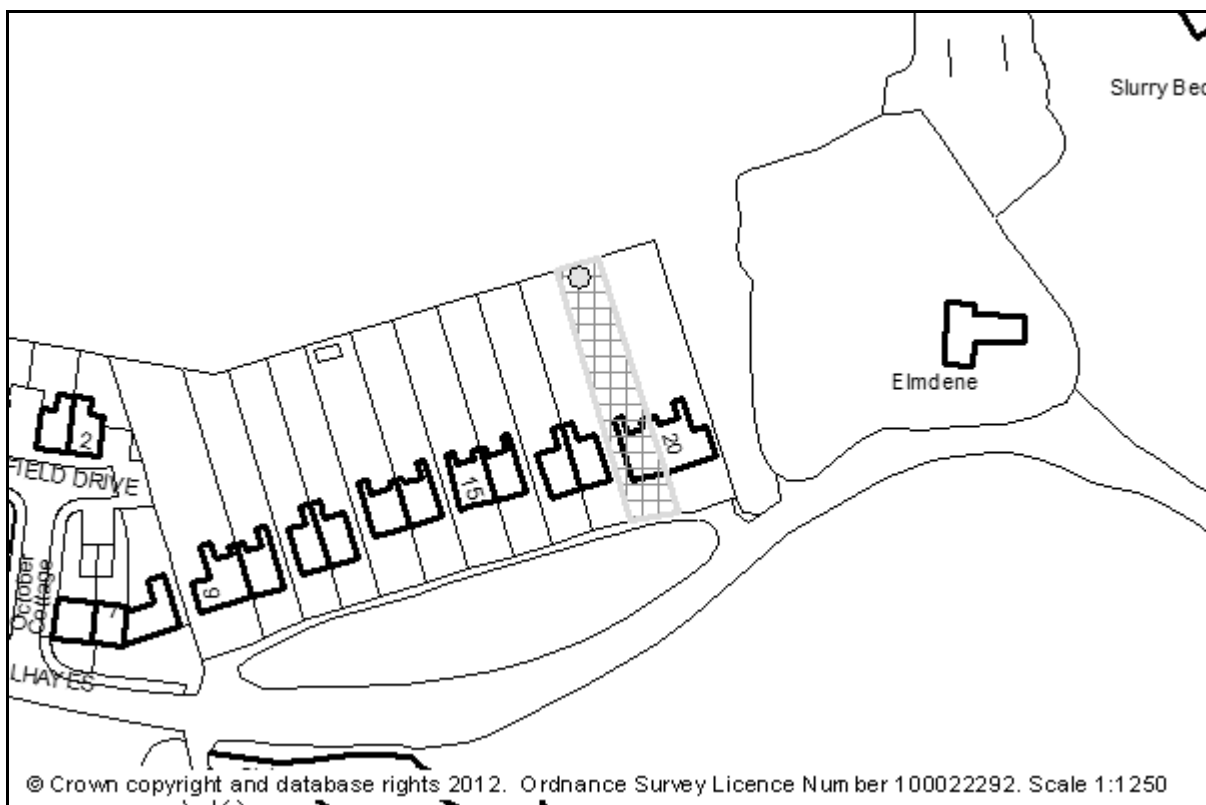 Slurry Bed
Elmdene
2
FIELD DRIVE
20
15
9
7
October
Cottage
LHAYES
© Crown copyright and database rights 2012. Ordnance Survey Licence Number 100022292. Scale 1:1250